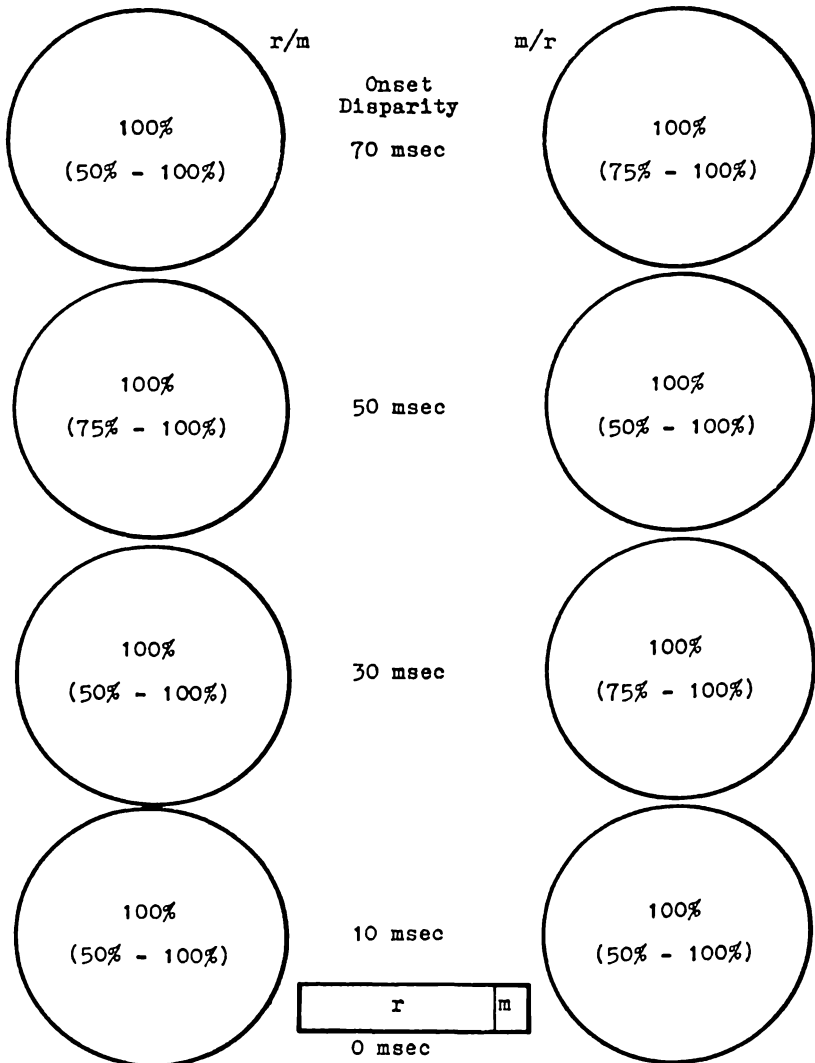 r/m
m/r
Onset
Disparity
100%
(50% - 100%)
70 msec
100%
(75% - 100%)
100%
(75% - 100%)
50 msec
100%
(50% - 100%)
100%
(50% - 100%)
30 msec
100%
(75% - 100%)
100%
(50% - 100%)
10 msec
100%
(50% - 100%)
r
m
0 msec